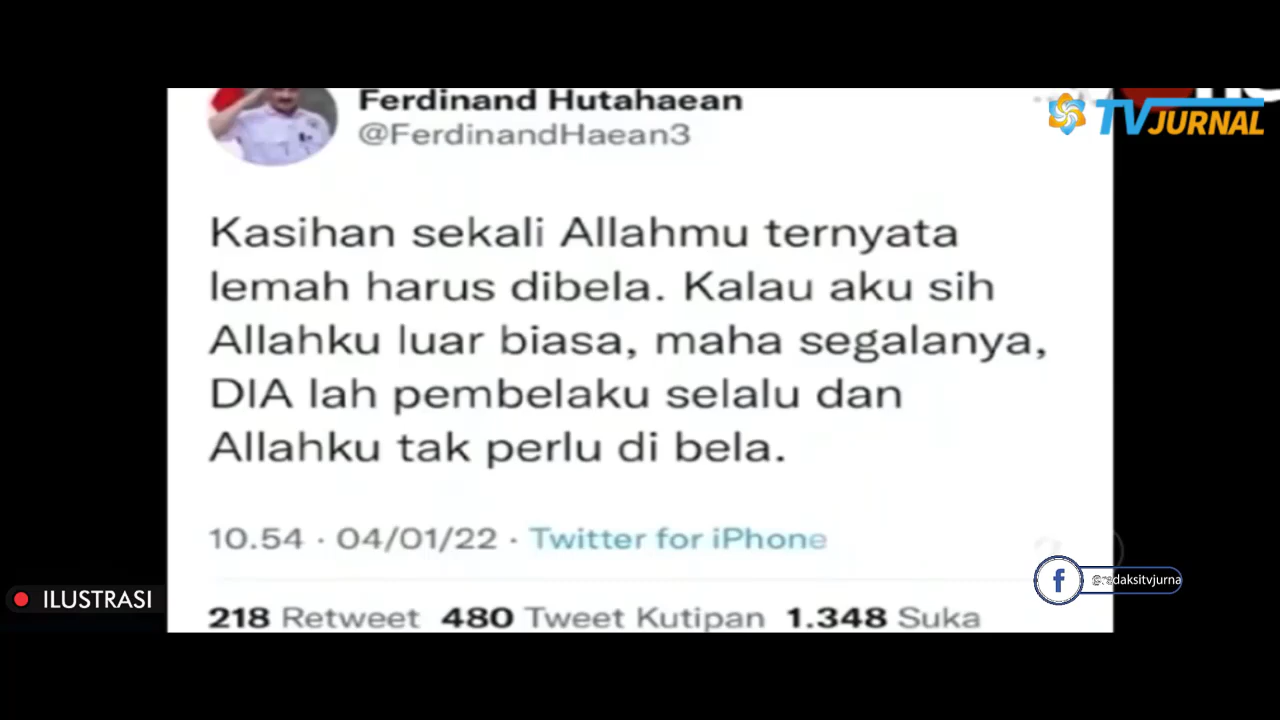 Ferdinand Hutahaean
@FerdinandHaean3
TVJURNAL
Kasihan sekali Allahmu ternyata
lemah harus dibela. Kalau aku sih
Allahku luar biasa, maha segalanya,
DIA lah pembelaku selalu dan
Allahku tak perlu di bela.
10.54 · 04/01/22 · Twitter for iPhone
ILUSTRASI
218 Retweet 480 Tweet Kutipan 1.348 Suka